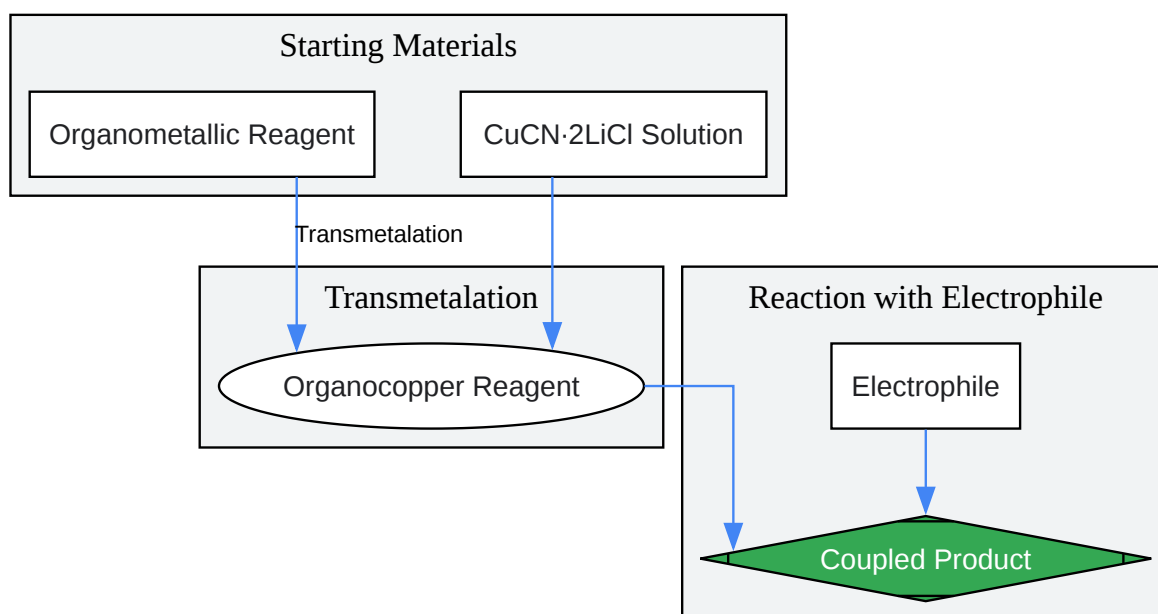 Starting Materials
Organometallic Reagent
CuCN·2LiCl Solution
Transmetalation
Transmetalation
Organocopper Reagent
Reaction with Electrophile
Electrophile
Coupled Product